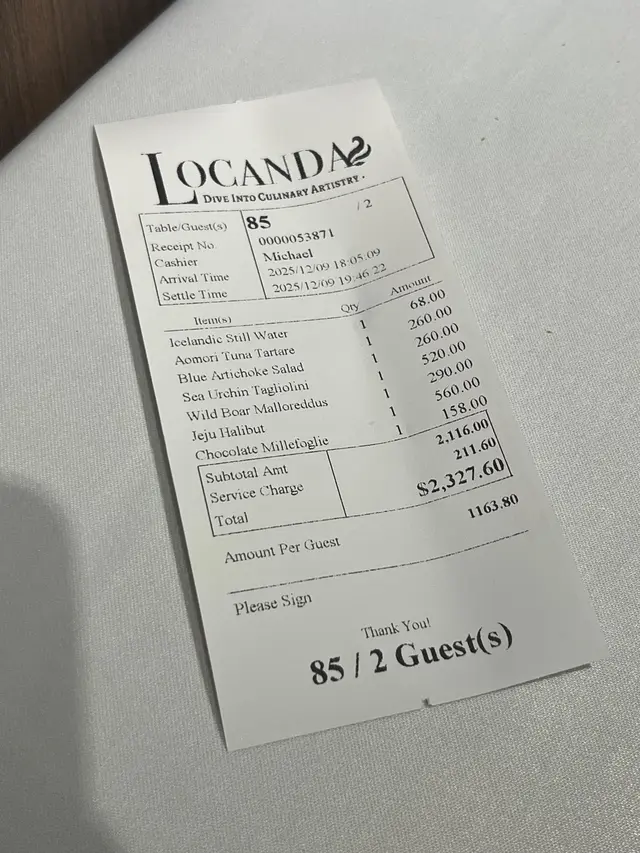 LOCANDA
DIVE INTO CULINARY ARTISTRY.
Table/Guest(s) 85 / 2
Receipt No 0000053871
Cashier Michael
Arrival Time 2025/12/09 18:05:09
Settle Time 2025/12/09 19:46:22
Item(s) Qty Amount
Icelandic Still Water 1 68.00
Aomori Tuna Tartare 1 260.00
Blue Artichoke Salad 1 260.00
Sea Urchin Tagliolini 1 520.00
Wild Boar Malloreddus 1 290.00
Jeju Halibut 1 560.00
Chocolate Millefoglie 1 158.00
Subtotal Amt 2,116.00
Service Charge 211.60
Total $2,327.60
Amount Per Guest 1163.80
Please Sign
Thank You!
85 / 2 Guest(s)